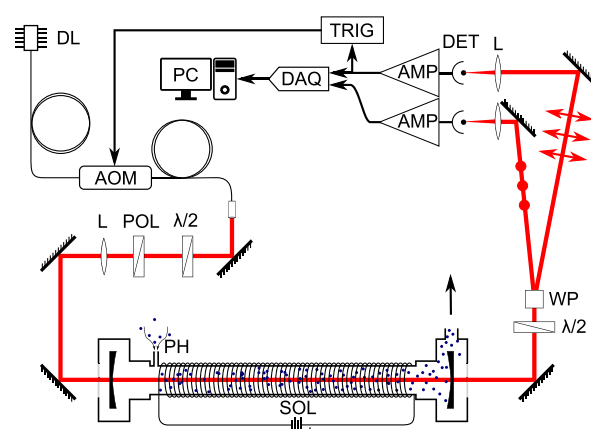 DL
TRIG
DET
L
PC
DAQ
AMP
AMP
L
AOM
L
POL
λ/2
WP
λ/2
PH
SOL